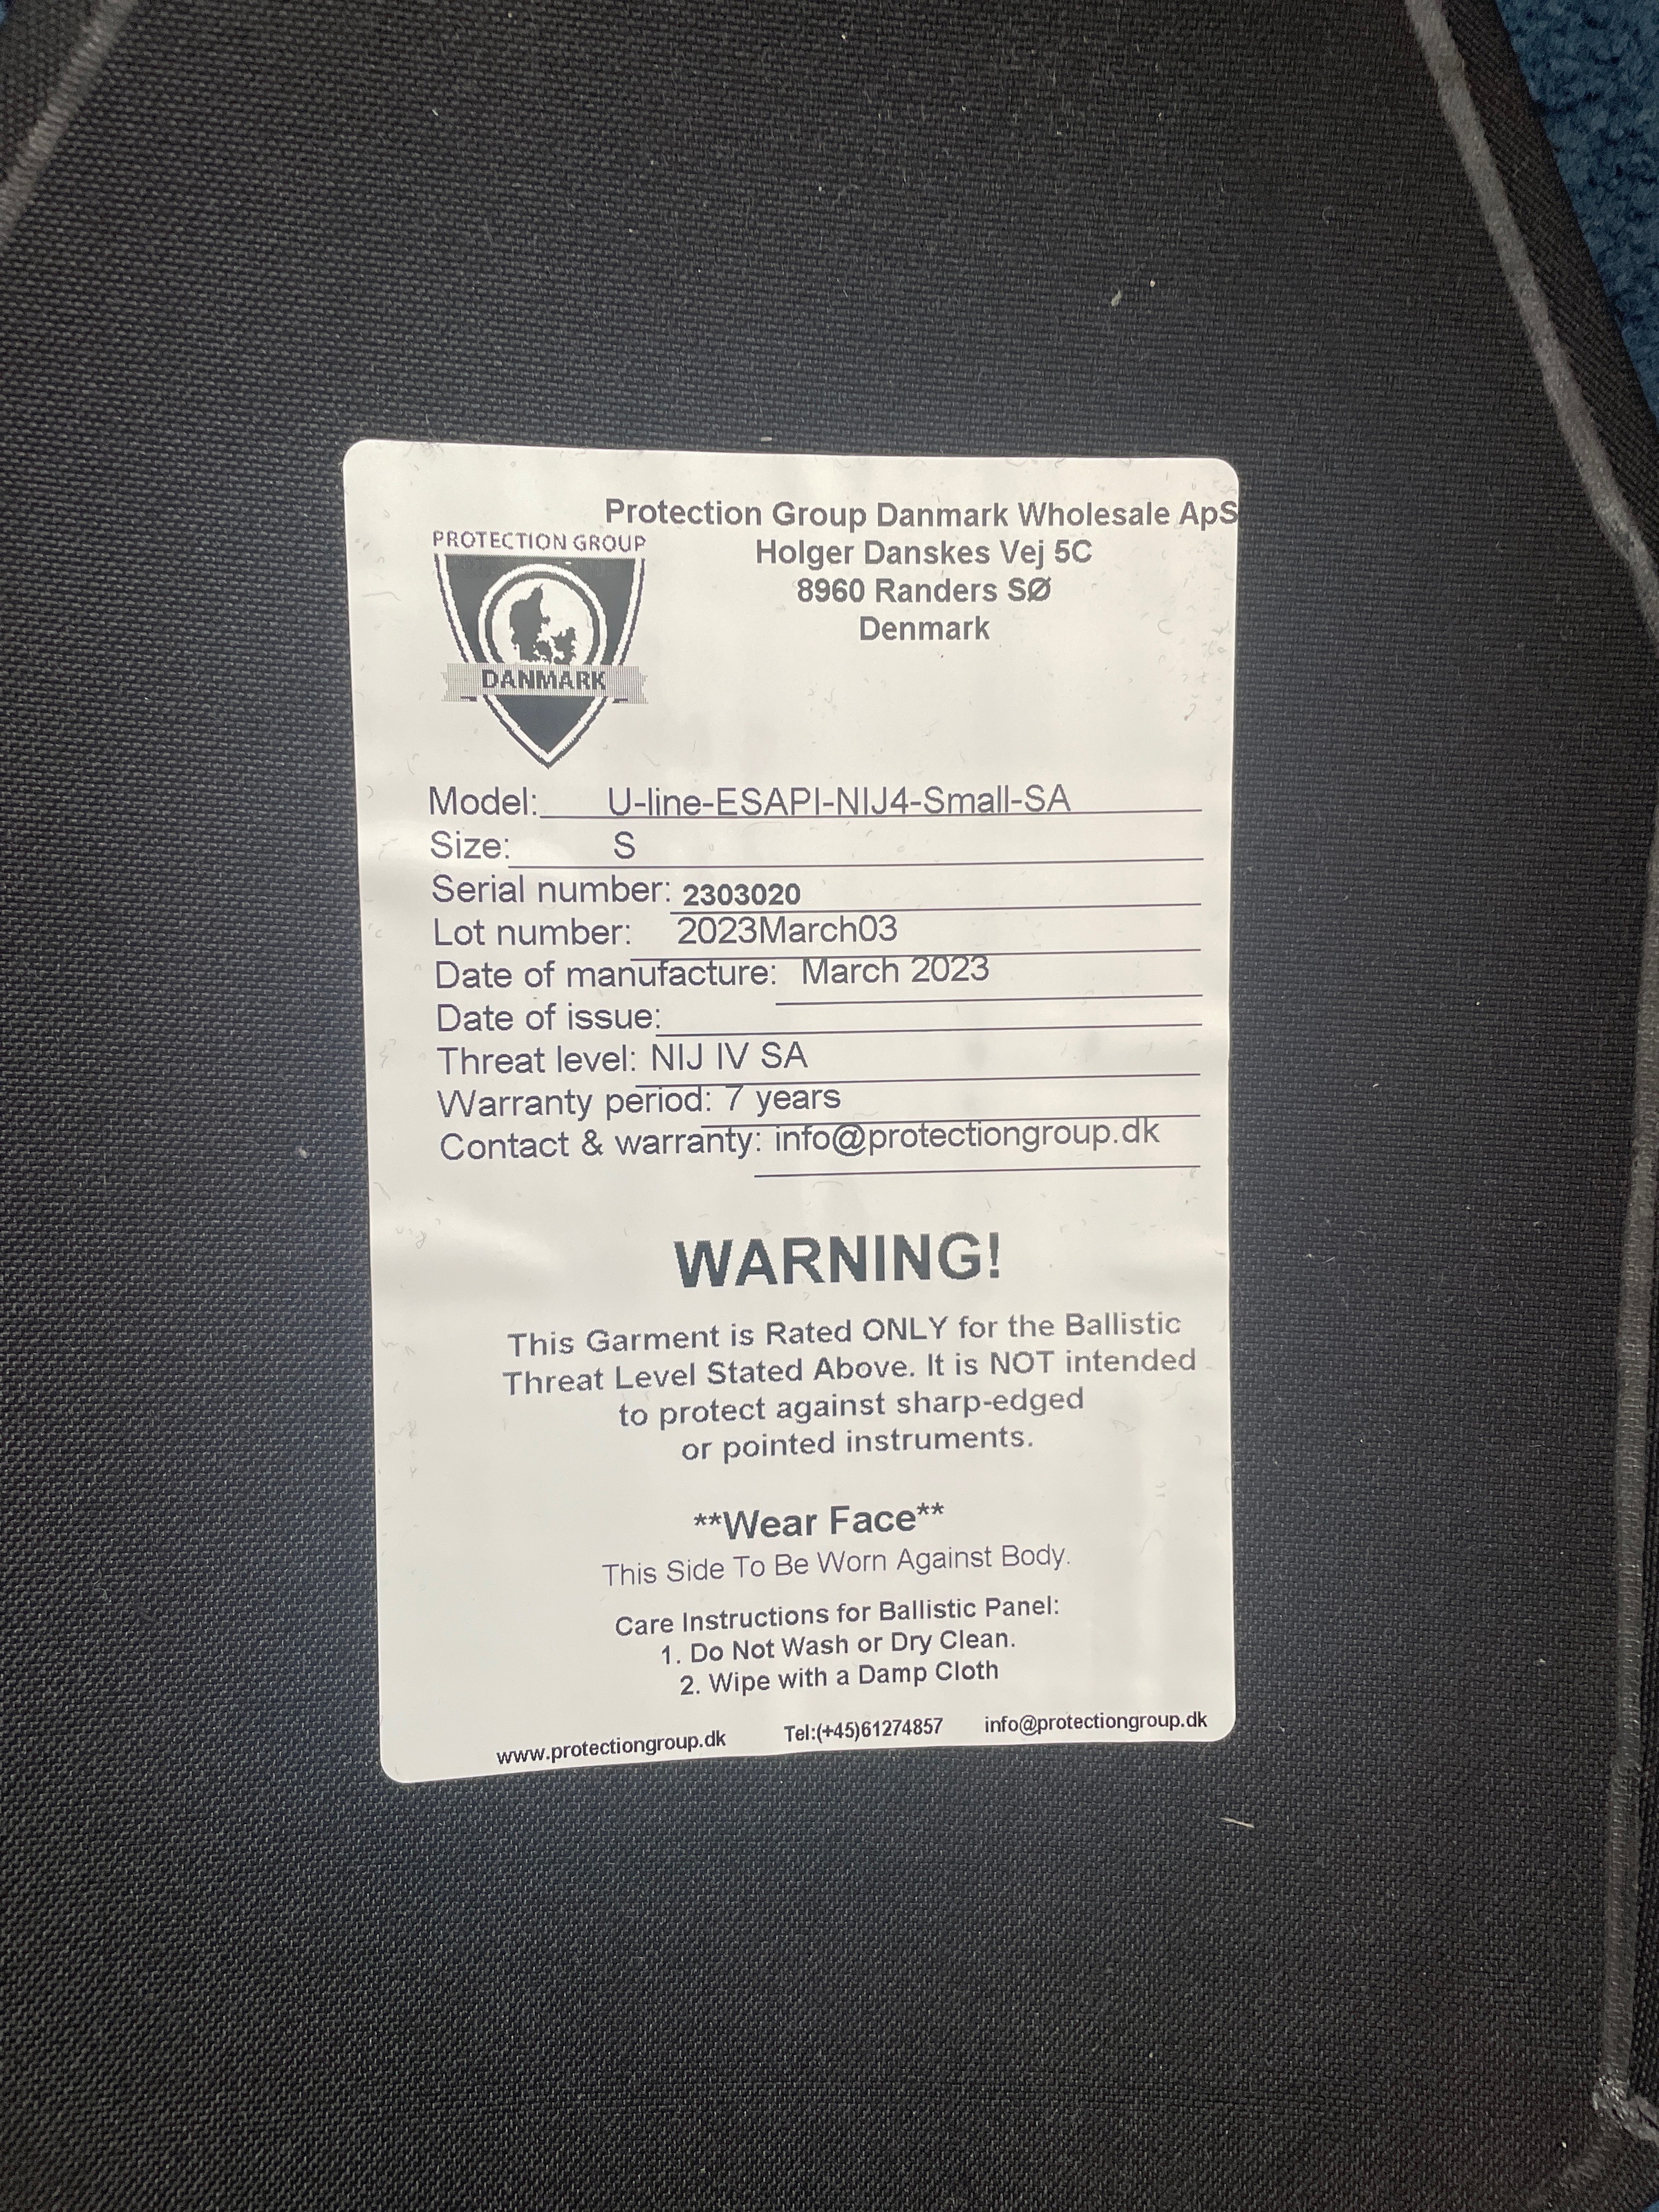 Protection Group Danmark Wholesale ApS
Holger Danskes Vej 5C
8960 Randers SØ
Denmark
PROTECTION GROUP
DANMARK
Model: U-line-ESAPI-NIJ4-Small-SA
Size: S
Serial number: 2303020
Lot number: 2023March03
Date of manufacture: March 2023
Date of issue:
Threat level: NIJ IV SA
Warranty period: 7 years
Contact & warranty: info@protectiongroup.dk
WARNING!
This Garment is Rated ONLY for the Ballistic
Threat Level Stated Above. It is NOT intended
to protect against sharp-edged
or pointed instruments.
**Wear Face**
This Side To Be Worn Against Body.
Care Instructions for Ballistic Panel:
1. Do Not Wash or Dry Clean.
2. Wipe with a Damp Cloth
www.protectiongroup.dk Tel:(+45)61274857 info@protectiongroup.dk